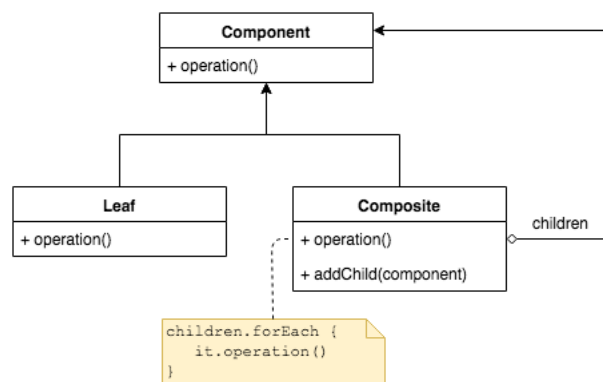 Component
+ operation()
Leaf
+ operation()
Composite
+ operation()
+ addChild(component)
children
children.forEach {
   it.operation()
}